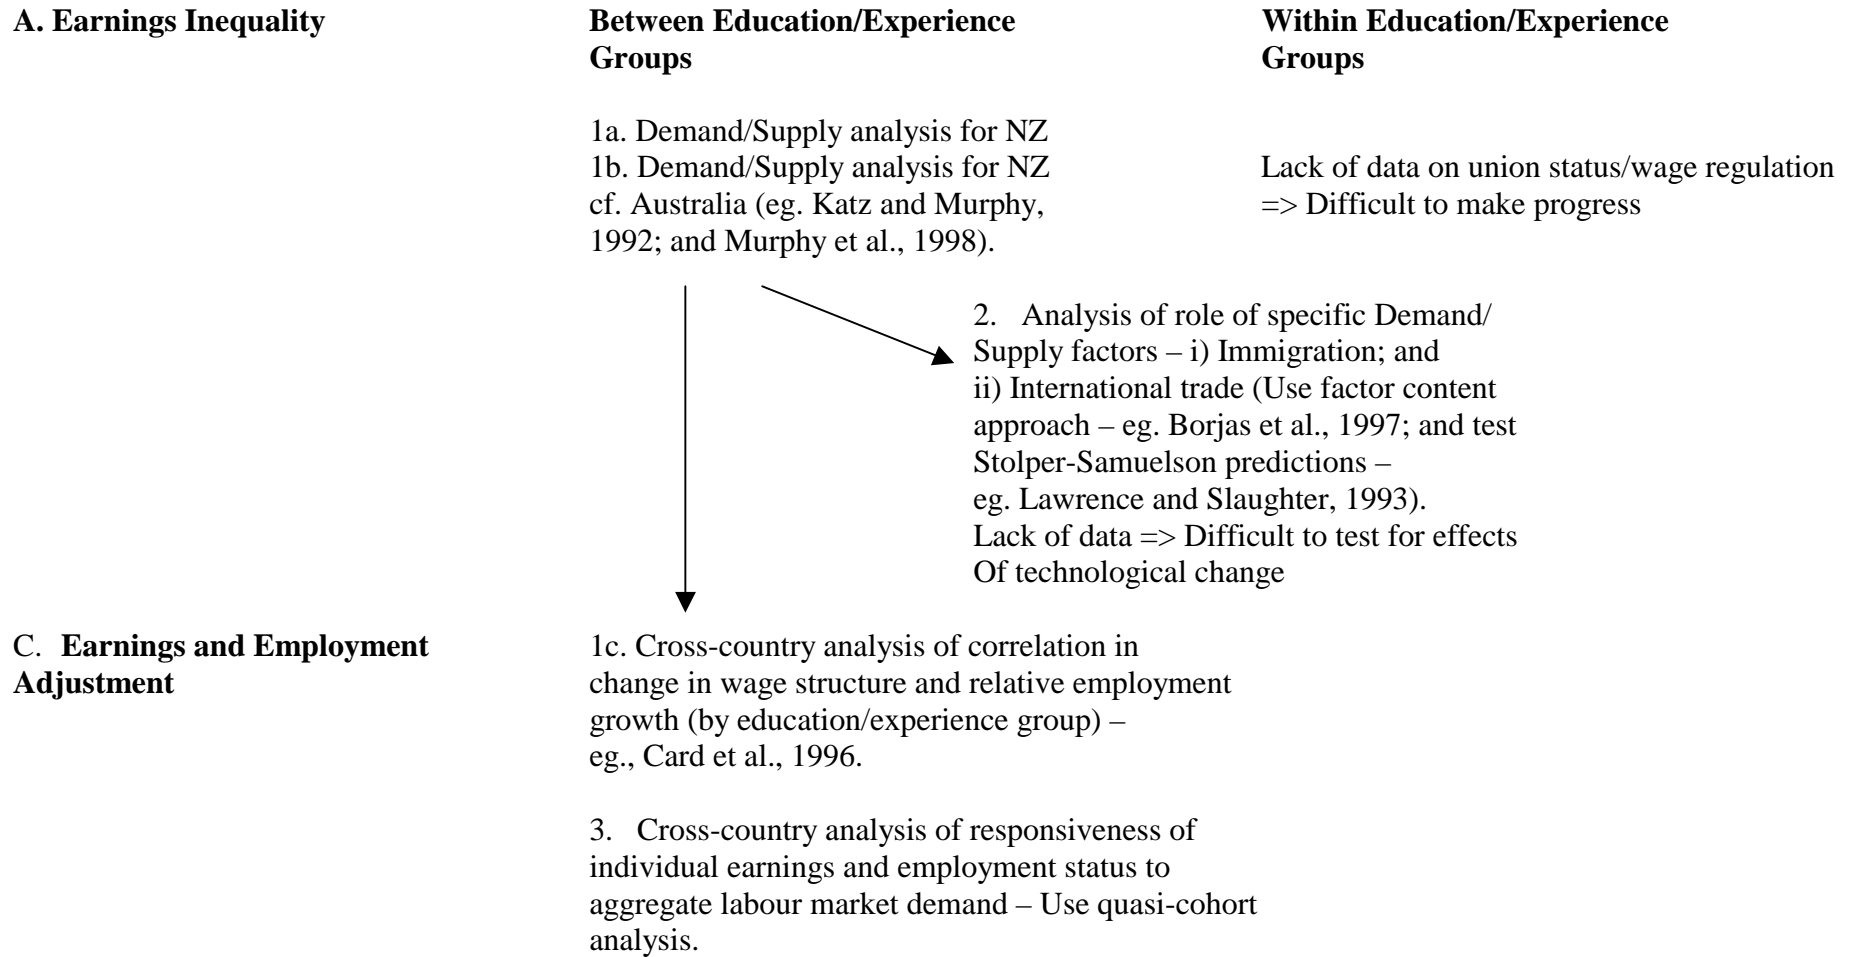 A. Earnings Inequality
Between Education/Experience
Groups
Within Education/Experience
Groups
1a. Demand/Supply analysis for NZ
1b. Demand/Supply analysis for NZ
cf. Australia (eg. Katz and Murphy,
1992; and Murphy et al., 1998).
Lack of data on union status/wage regulation
=> Difficult to make progress
2. Analysis of role of specific Demand/
Supply factors – i) Immigration; and
ii) International trade (Use factor content
approach – eg. Borjas et al., 1997; and test
Stolper-Samuelson predictions –
eg. Lawrence and Slaughter, 1993).
Lack of data => Difficult to test for effects
Of technological change
C. Earnings and Employment
Adjustment
1c. Cross-country analysis of correlation in
change in wage structure and relative employment
growth (by education/experience group) –
eg., Card et al., 1996.
3. Cross-country analysis of responsiveness of
individual earnings and employment status to
aggregate labour market demand – Use quasi-cohort
analysis.